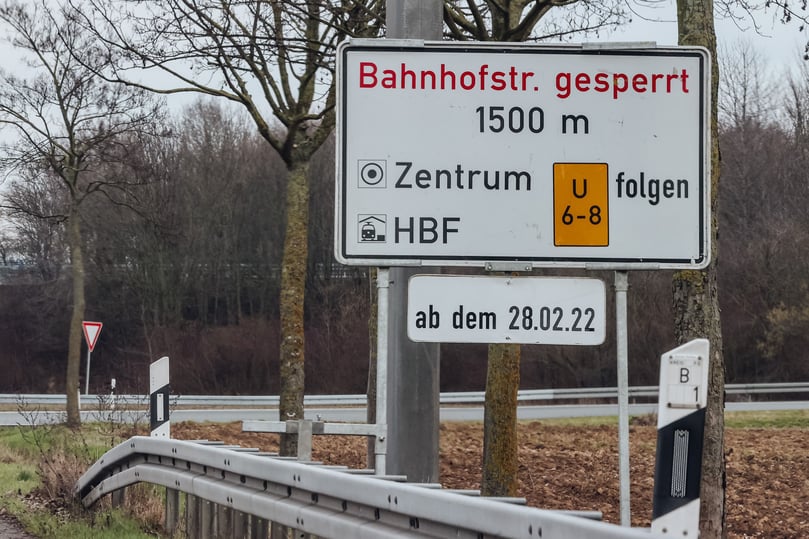 Bahnhofstr. gesperrt
1500 m
Zentrum
HBF
U
6-8
folgen
ab dem 28.02.22
B
1